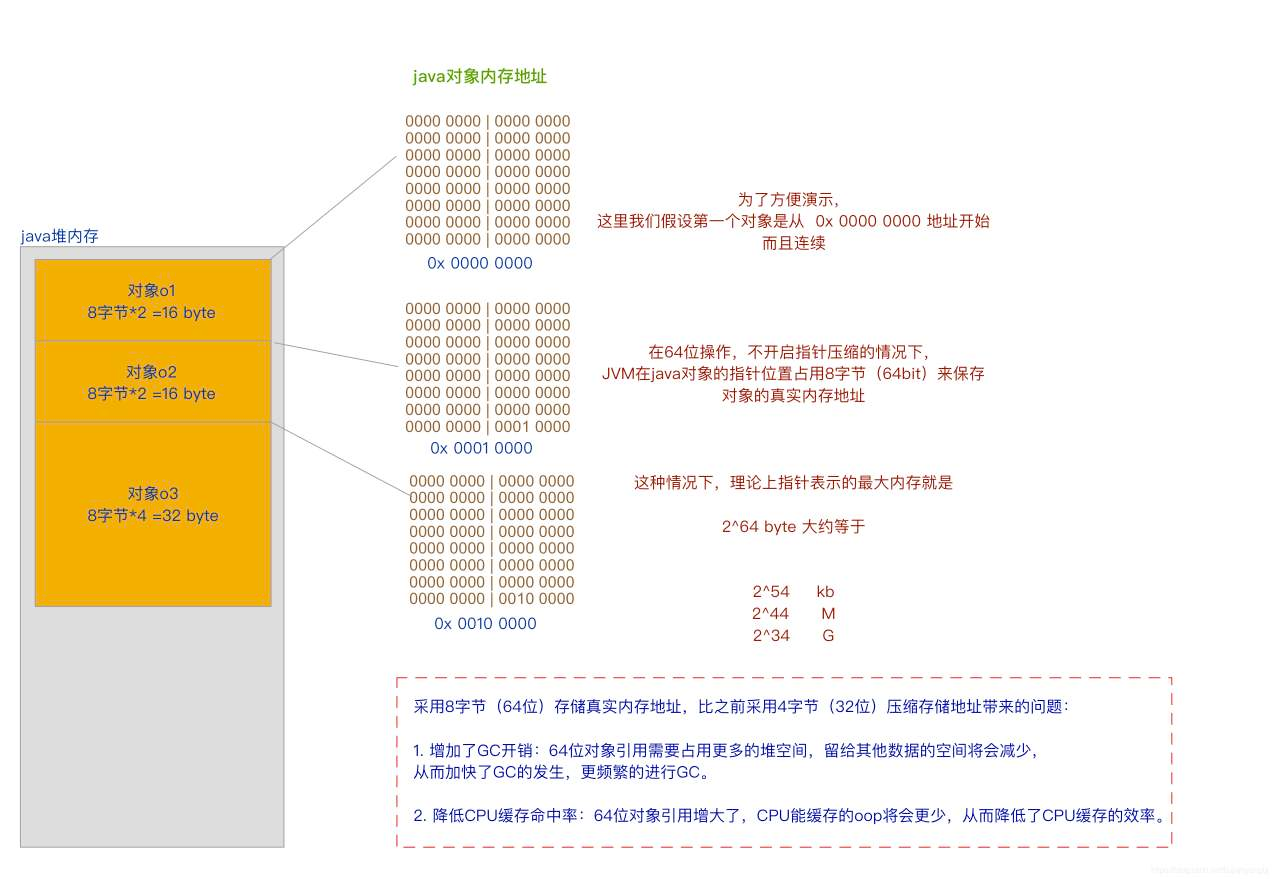 java对象内存地址
0000 0000 | 0000 0000
0000 0000 | 0000 0000
0000 0000 | 0000 0000
0000 0000 | 0000 0000
0000 0000 | 0000 0000
0000 0000 | 0000 0000
0000 0000 | 0000 0000
0000 0000 | 0000 0000
0x 0000 0000
为了方便演示，
这里我们假设第一个对象是从 0x 0000 0000 地址开始
而且连续
java堆内存
对象o1
8字节*2 =16 byte
对象o2
8字节*2 =16 byte
对象o3
8字节*4 =32 byte
0000 0000 | 0000 0000
0000 0000 | 0000 0000
0000 0000 | 0000 0000
0000 0000 | 0000 0000
0000 0000 | 0000 0000
0000 0000 | 0000 0000
0000 0000 | 0000 0000
0000 0000 | 0001 0000
0x 0001 0000
在64位操作，不开启指针压缩的情况下，
JVM在java对象的指针位置占用8字节（64bit）来保存
对象的真实内存地址
0000 0000 | 0000 0000
0000 0000 | 0000 0000
0000 0000 | 0000 0000
0000 0000 | 0000 0000
0000 0000 | 0000 0000
0000 0000 | 0000 0000
0000 0000 | 0000 0000
0000 0000 | 0010 0000
0x 0010 0000
这种情况下，理论上指针表示的最大内存就是
2^64 byte 大约等于
2^54 kb
2^44 M
2^34 G
采用8字节（64位）存储真实内存地址，比之前采用4字节（32位）压缩存储地址带来的问题：
1. 增加了GC开销：64位对象引用需要占用更多的堆空间，留给其他数据的空间将会减少，
从而加快了GC的发生，更频繁的进行GC。
2. 降低CPU缓存命中率：64位对象引用增大了，CPU能缓存的oop将会更少，从而降低了CPU缓存的效率。